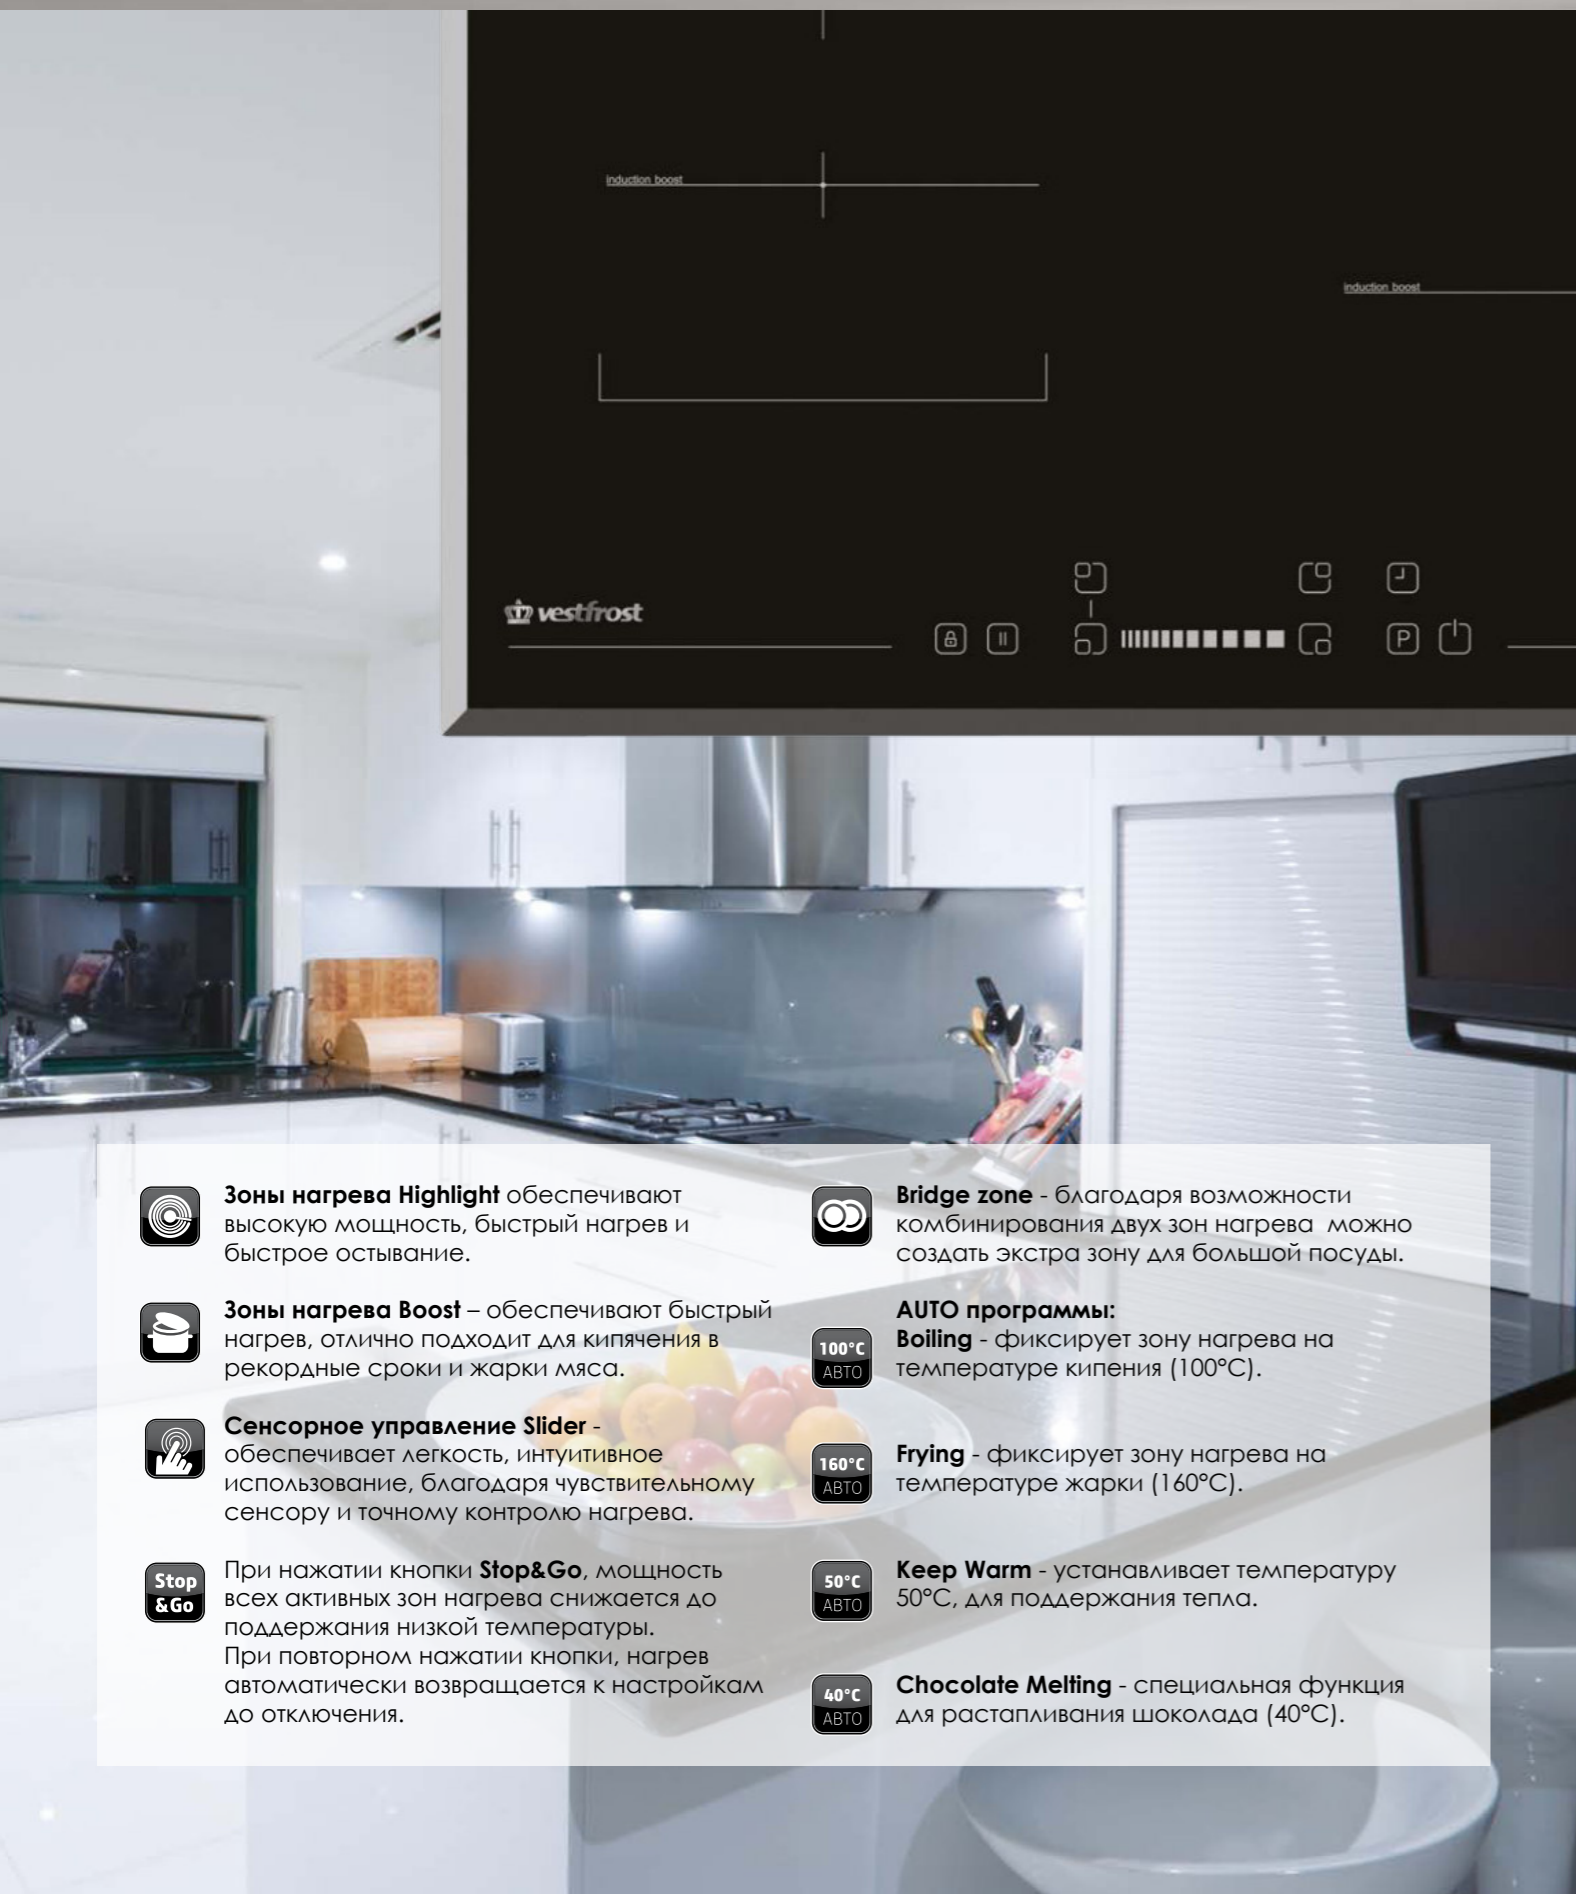 induction boost
induction boost
vestfrost
P
Зоны нагрева Highlight обеспечивают
высокую мощность, быстрый нагрев и
быстрое остывание.
Зоны нагрева Boost – обеспечивают быстрый
нагрев, отлично подходит для кипячения в
рекордные сроки и жарки мяса.
Сенсорное управление Slider -
обеспечивает легкость, интуитивное
использование, благодаря чувствительному
сенсору и точному контролю нагрева.
Stop
&Go
При нажатии кнопки Stop&Go, мощность
всех активных зон нагрева снижается до
поддержания низкой температуры.
При повторном нажатии кнопки, нагрев
автоматически возвращается к настройкам
до отключения.
Bridge zone - благодаря возможности
комбинирования двух зон нагрева  можно
создать экстра зону для большой посуды.
AUTO программы:
100°C
АВТО
Boiling - фиксирует зону нагрева на
температуре кипения (100°C).
160°C
АВТО
Frying - фиксирует зону нагрева на
температуре жарки (160°C).
50°C
АВТО
Keep Warm - устанавливает температуру
50°C, для поддержания тепла.
40°C
АВТО
Chocolate Melting - специальная функция
для растапливания шоколада (40°C).